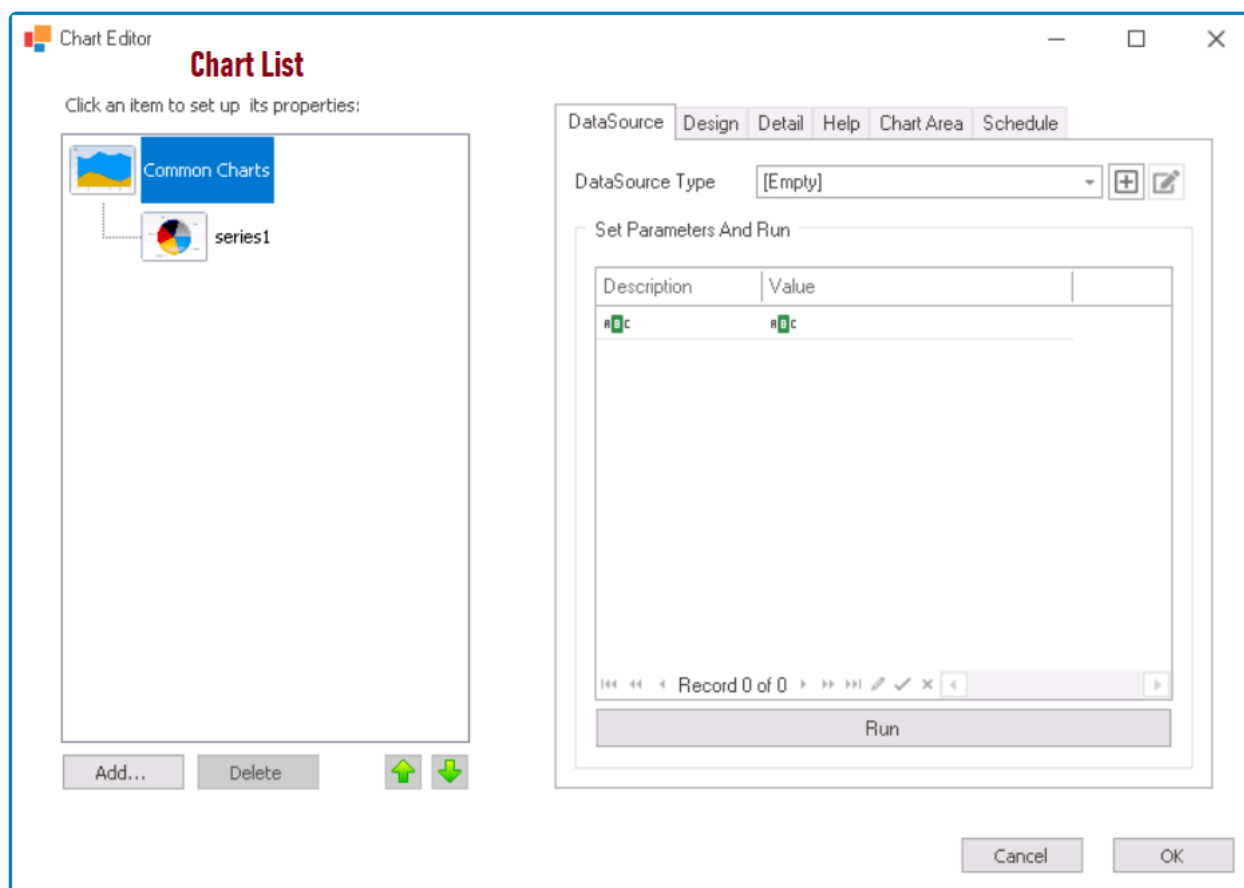 Chart Editor
Chart List
Click an item to set up its properties:
Common Charts
series1
Add...
Delete
DataSource Design Detail Help Chart Area Schedule
DataSource Type [Empty]
Set Parameters And Run
Description Value
ABC ABC
Record 0 of 0
Run
Cancel OK